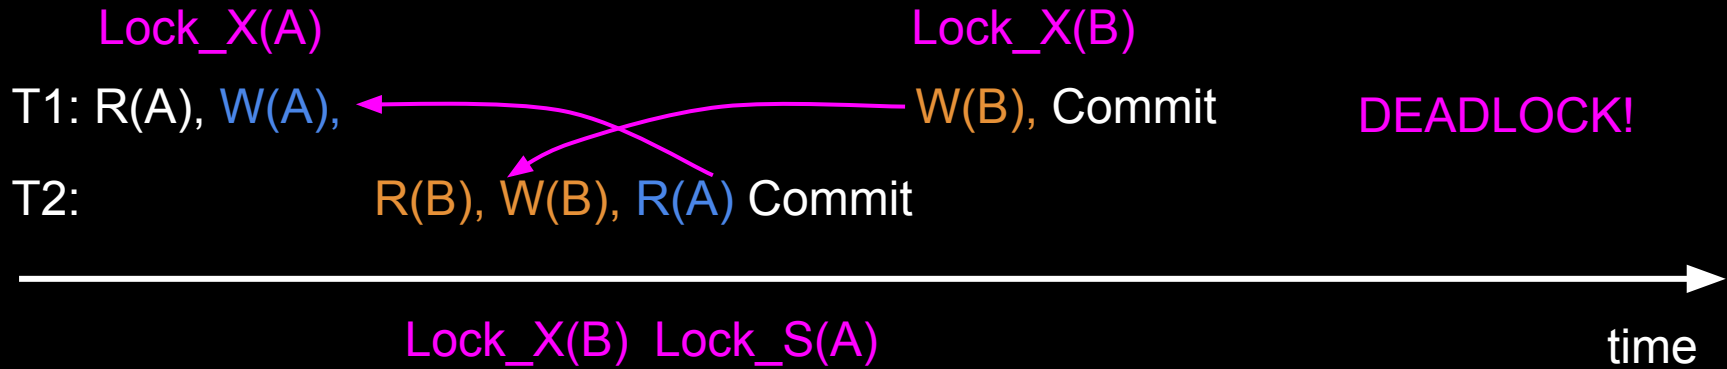 Lock_X(A) Lock_X(B)
T1: R(A), W(A), W(B), Commit DEADLOCK!
T2: R(B), W(B), R(A) Commit
Lock_X(B) Lock_S(A) time